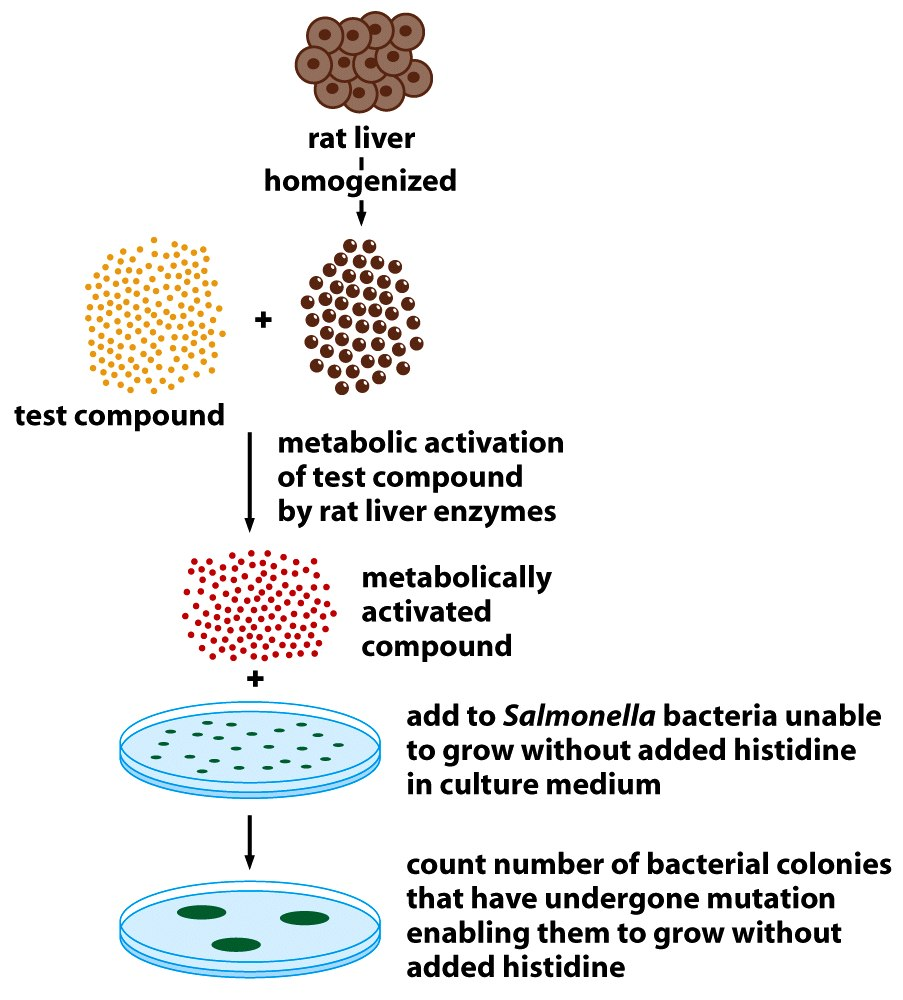 rat liver
homogenized
+
test compound
metabolic activation
of test compound
by rat liver enzymes
metabolically
activated
compound
+
add to Salmonella bacteria unable
to grow without added histidine
in culture medium
count number of bacterial colonies
that have undergone mutation
enabling them to grow without
added histidine